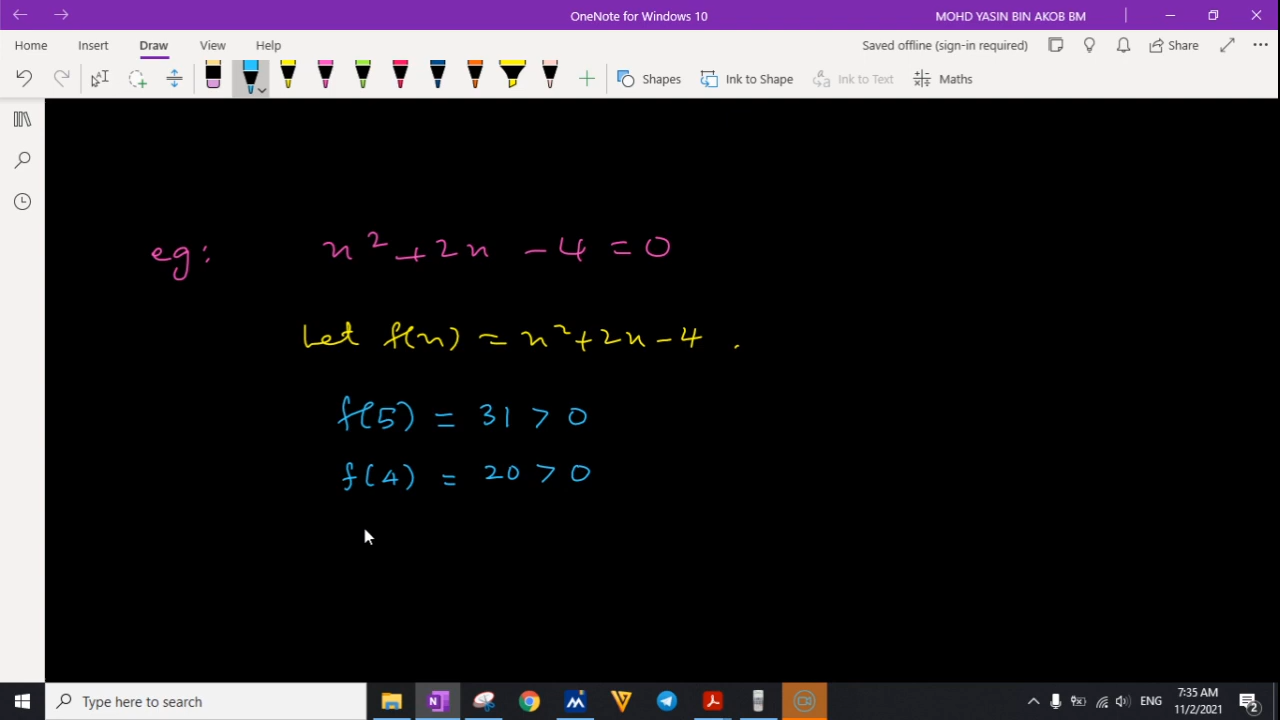 OneNote for Windows 10
MOHD YASIN BIN AKOB BM
Home Insert Draw View Help
Saved offline (sign-in required)
Share
Shapes
Ink to Shape
Ink to Text
Maths
eg: x² + 2x - 4 = 0
Let f(x) = x² + 2x - 4 .
f(5) = 31 > 0
f(4) = 20 > 0
Type here to search
ENG
7:35 AM
11/2/2021
2